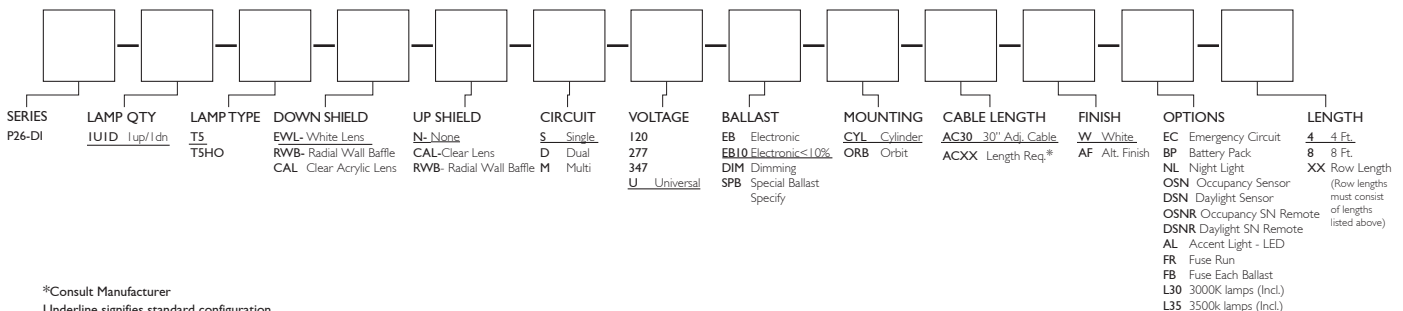 SERIES
P26-DI
LAMP QTY
1U1D 1up/1dn
LAMP TYPE
T5
T5HO
DOWN SHIELD
EWL- White Lens
RWB- Radial Wall Baffle
CAL Clear Acrylic Lens
UP SHIELD
N- None
CAL-Clear Lens
RWB- Radial Wall Baffle
CIRCUIT
S Single
D Dual
M Multi
VOLTAGE
120
277
347
U Universal
BALLAST
EB Electronic
EB10 Electronic<10%
DIM Dimming
SPB Special Ballast
Specify
MOUNTING
CYL Cylinder
ORB Orbit
CABLE LENGTH
AC30 30" Adj. Cable
ACXX Length Req.*
FINISH
W White
AF Alt. Finish
OPTIONS
EC Emergency Circuit
BP Battery Pack
NL Night Light
OSN Occupancy Sensor
DSN Daylight Sensor
OSNR Occupancy SN Remote
DSNR Daylight SN Remote
AL Accent Light - LED
FR Fuse Run
FB Fuse Each Ballast
L30 3000K lamps (Incl.)
L35 3500k lamps (Incl.)
LENGTH
4 4 Ft.
8 8 Ft.
XX Row Length
(Row lengths
must consist
of lengths
listed above)
*Consult Manufacturer
Underline signifies standard configuration